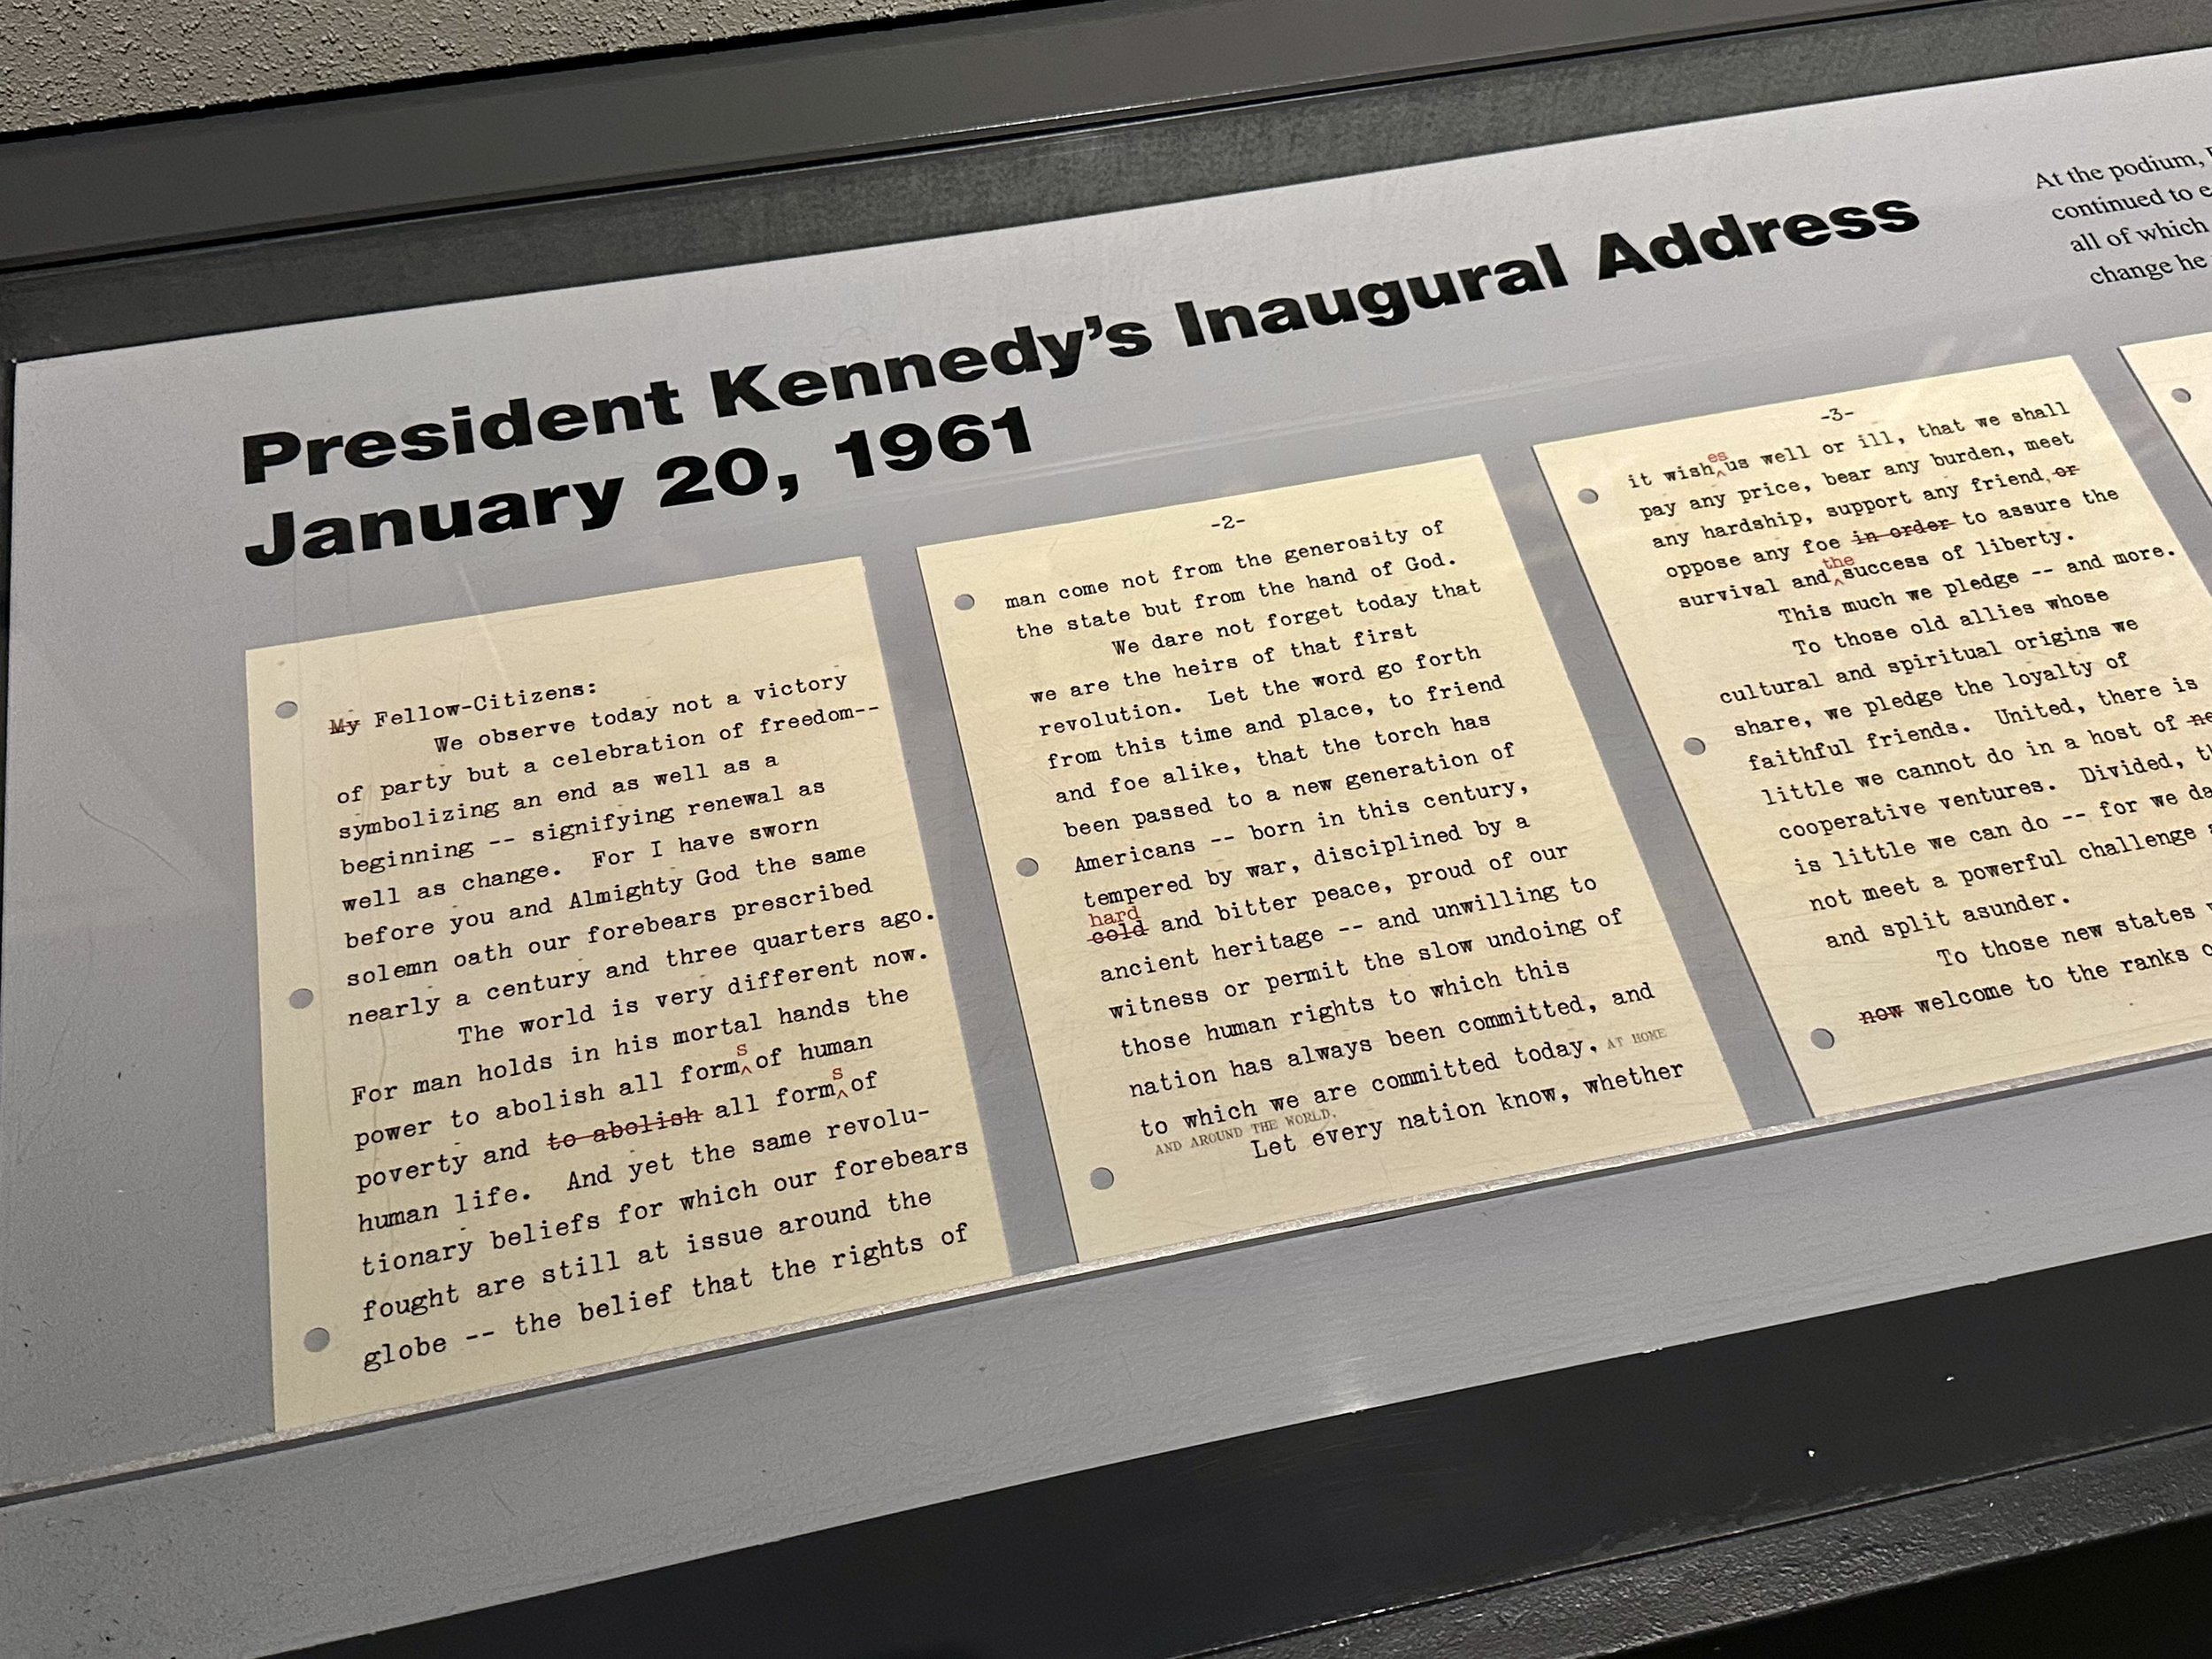 President Kennedy's Inaugural Address
January 20, 1961
At the podium,
continued to
all of which
change he
My Fellow-Citizens:
We observe today not a victory
of party but a celebration of freedom--
symbolizing an end as well as a
beginning -- signifying renewal as
well as change. For I have sworn
before you and Almighty God the same
solemn oath our forebears prescribed
nearly a century and three quarters ago.
The world is very different now.
For man holds in his mortal hands the
power to abolish all form^s of human
poverty and to abolish all form^s of
human life. And yet the same revolu-
tionary beliefs for which our forebears
fought are still at issue around the
globe -- the belief that the rights of
-2-
man come not from the generosity of
the state but from the hand of God.
We dare not forget today that
we are the heirs of that first
revolution. Let the word go forth
from this time and place, to friend
and foe alike, that the torch has
been passed to a new generation of
Americans -- born in this century,
tempered by war, disciplined by a
hard
cold and bitter peace, proud of our
ancient heritage -- and unwilling to
witness or permit the slow undoing of
those human rights to which this
nation has always been committed, and
to which we are committed today, AT HOME
AND AROUND THE WORLD.
Let every nation know, whether
-3-
it wish^es us well or ill, that we shall
pay any price, bear any burden, meet
any hardship, support any friend, or
oppose any foe in order to assure the
survival and ^the success of liberty.
This much we pledge -- and more.
To those old allies whose
cultural and spiritual origins we
share, we pledge the loyalty of
faithful friends. United, there is
little we cannot do in a host of
cooperative ventures. Divided,
is little we can do -- for we
not meet a powerful challenge
and split asunder.
To those new states
now welcome to the ranks